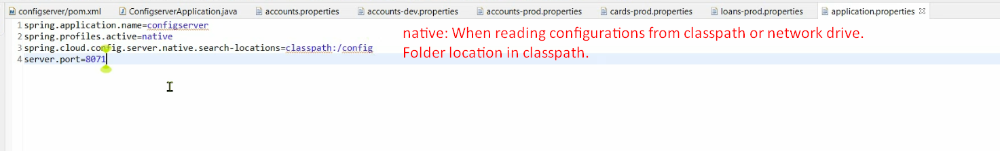 configserver/pom.xml ConfigserverApplication.java accounts.properties accounts-dev.properties accounts-prod.properties cards-prod.properties loans-prod.properties application.properties
1 spring.application.name=configserver
2 spring.profiles.active=native
3 spring.cloud.config.server.native.search-locations=classpath:/config
4 server.port=8071
native: When reading configurations from classpath or network drive.
Folder location in classpath.